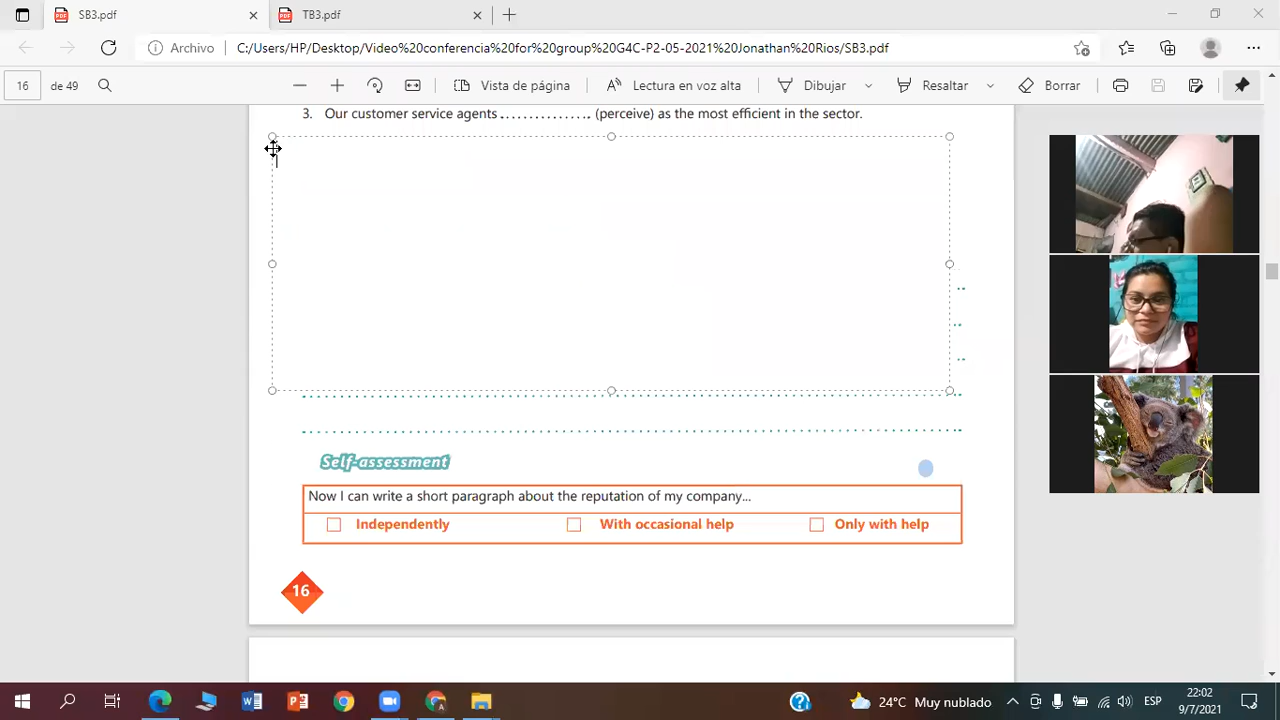 SB3.pdf
TB3.pdf
Archivo C:/Users/HP/Desktop/Video%20conferencia%20for%20group%20G4C-P2-05-2021%20Jonathan%20Rios/SB3.pdf
16 de 49 Vista de página Lectura en voz alta Dibujar Resaltar Borrar
3. Our customer service agents ............... (perceive) as the most efficient in the sector.
Self-assessment
Now I can write a short paragraph about the reputation of my company...
Independently With occasional help Only with help
16
24°C Muy nublado ESP 22:02
9/7/2021